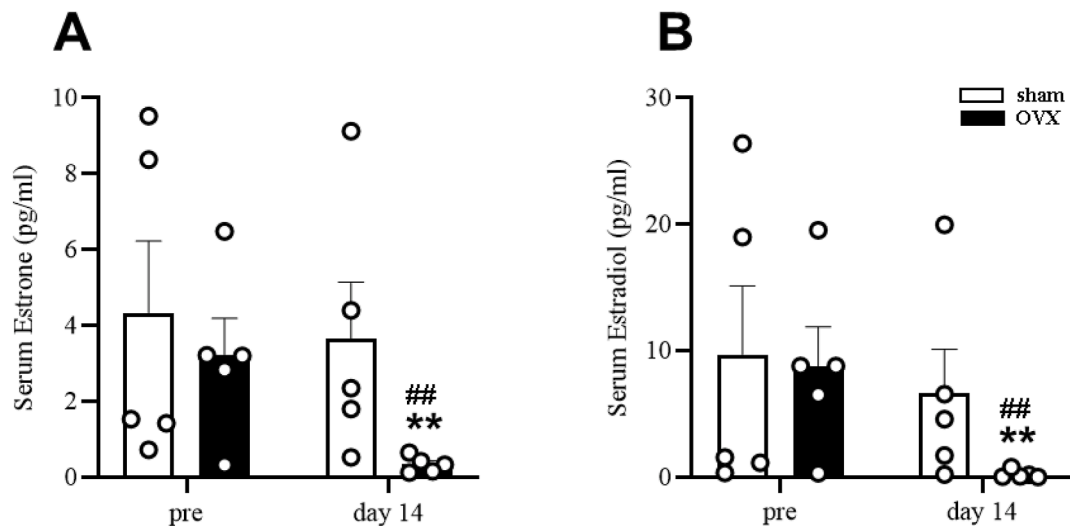 A
Serum Estrone (pg/ml)
10
8
6
4
2
0
##
**
pre
day 14
B
Serum Estradiol (pg/ml)
30
20
10
0
sham
OVX
##
**
pre
day 14